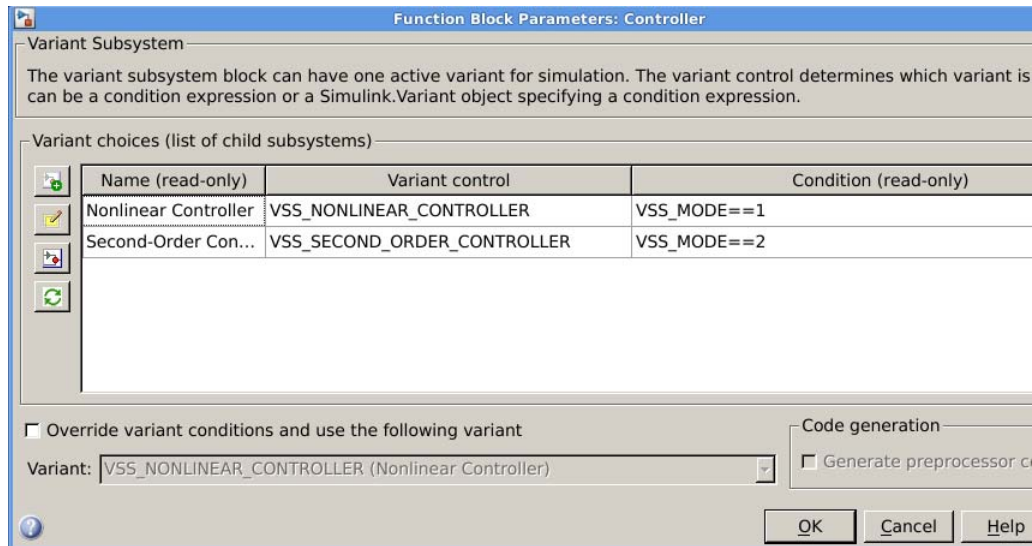 Function Block Parameters: Controller
Variant Subsystem
The variant subsystem block can have one active variant for simulation. The variant control determines which variant is
can be a condition expression or a Simulink.Variant object specifying a condition expression.
Variant choices (list of child subsystems)
Name (read-only) Variant control Condition (read-only)
Nonlinear Controller VSS_NONLINEAR_CONTROLLER VSS_MODE==1
Second-Order Con... VSS_SECOND_ORDER_CONTROLLER VSS_MODE==2
Override variant conditions and use the following variant
Code generation
Variant: VSS_NONLINEAR_CONTROLLER (Nonlinear Controller)
Generate preprocessor c
OK Cancel Help